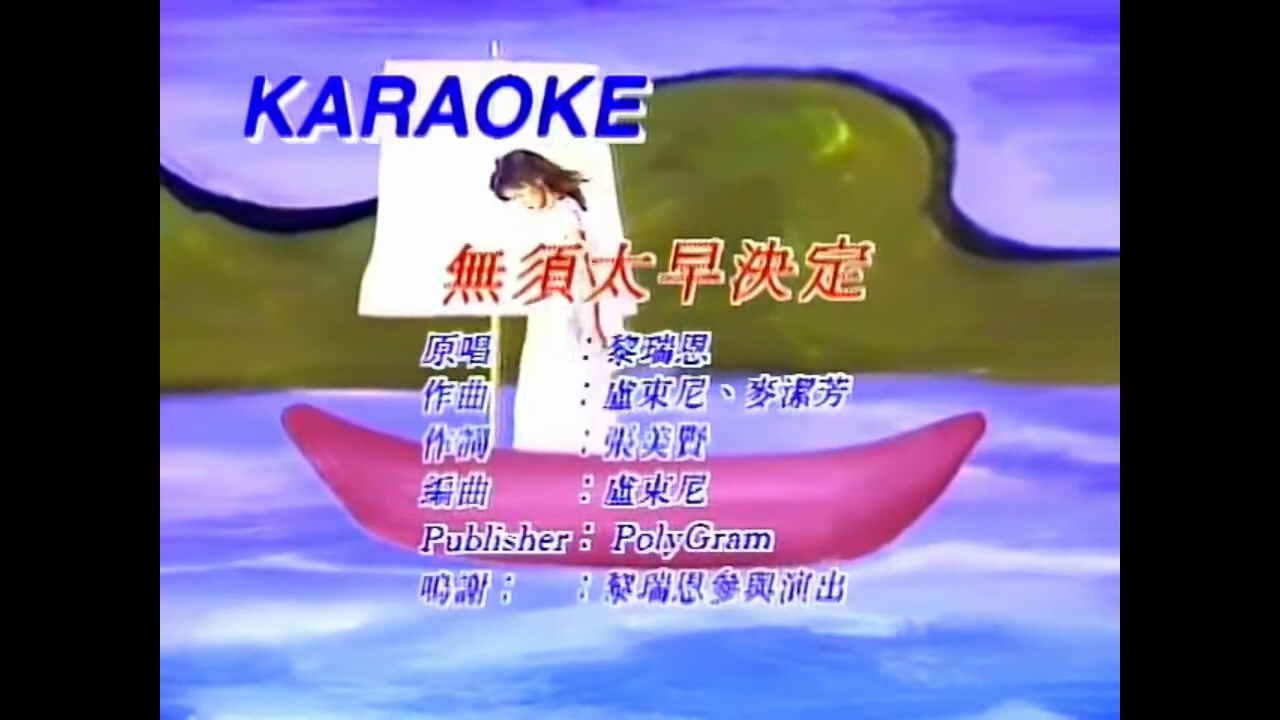 KARAOKE
無須太早決定
原唱：黎瑞恩
作曲：盧東尼、麥潔芳
作詞：張美賢
編曲：盧東尼
Publisher：PolyGram
鳴謝：：黎瑞恩參與演出